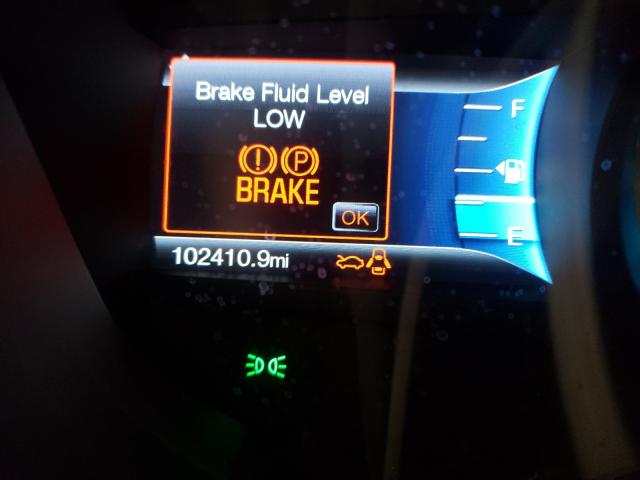 Brake Fluid Level
LOW
(!) (P)
BRAKE
OK
F
E
102410.9mi